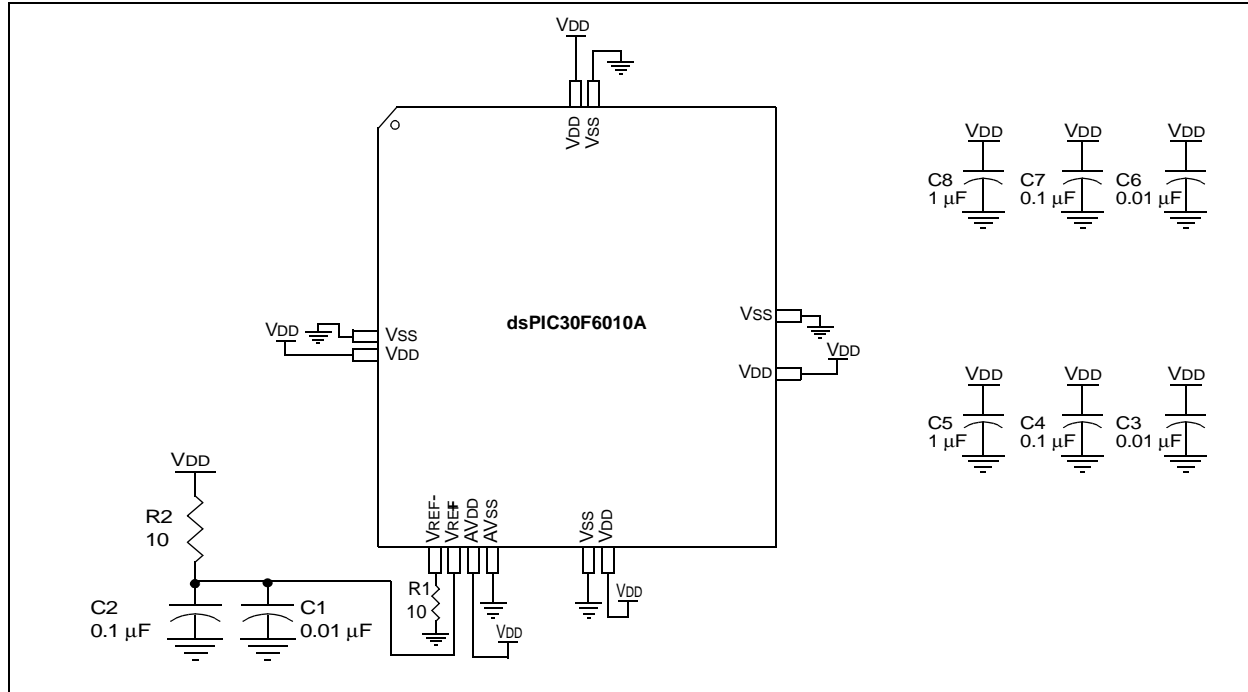 VDD
VDD
VSS
VDD
VDD
VDD
C8
1 µF
C7
0.1 µF
C6
0.01 µF
dsPIC30F6010A
VSS
VDD
VSS
VDD
VDD
VDD
VDD
VDD
VDD
C5
1 µF
C4
0.1 µF
C3
0.01 µF
VDD
R2
10
VREF-
VREF+
AVDD
AVSS
VSS
VDD
R1
10
VDD
VDD
C2
0.1 µF
C1
0.01 µF